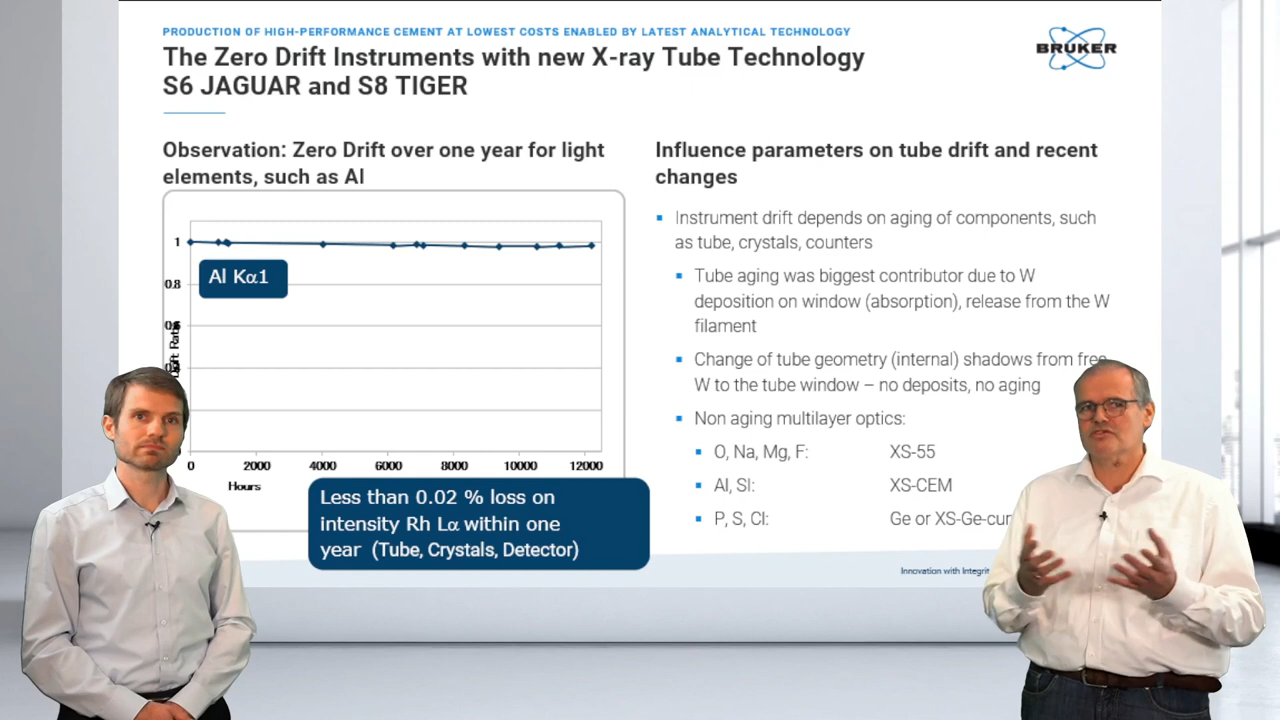 PRODUCTION OF HIGH-PERFORMANCE CEMENT AT LOWEST COSTS ENABLED BY LATEST ANALYTICAL TECHNOLOGY
The Zero Drift Instruments with new X-ray Tube Technology
S6 JAGUAR and S8 TIGER
BRUKER
Observation: Zero Drift over one year for light
elements, such as Al
1
Al Kα1
0.8
0 2000 4000 6000 8000 10000 12000
Hours
Less than 0.02 % loss on
intensity Rh Lα within one
year (Tube, Crystals, Detector)
Influence parameters on tube drift and recent
changes
▪ Instrument drift depends on aging of components, such
as tube, crystals, counters
▪ Tube aging was biggest contributor due to W
deposition on window (absorption), release from the W
filament
▪ Change of tube geometry (internal) shadows from free
W to the tube window – no deposits, no aging
▪ Non aging multilayer optics:
▪ O, Na, Mg, F: XS-55
▪ Al, SI: XS-CEM
▪ P, S, Cl: Ge or XS-Ge-cur
Innovation with Integrit